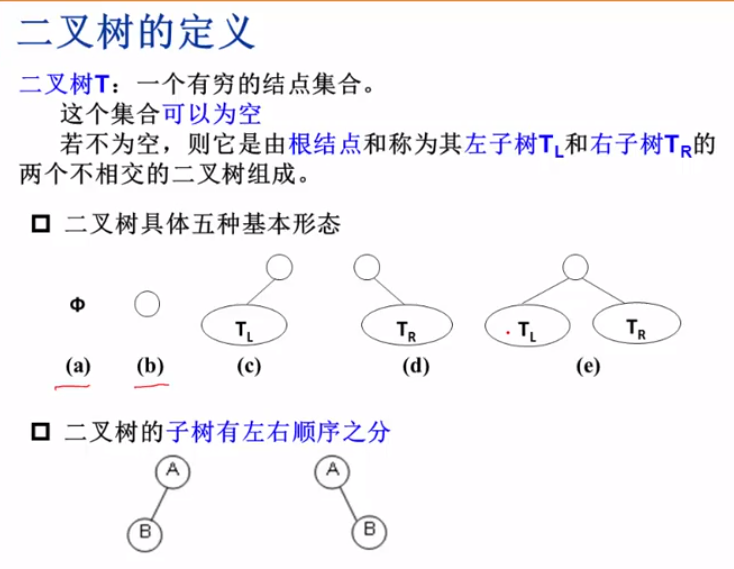 二叉树的定义
二叉树T：一个有穷的结点集合。
这个集合可以为空
若不为空，则它是由根结点和称为其左子树TL和右子树TR的
两个不相交的二叉树组成。
二叉树具体五种基本形态
Φ
TL TR TL TR
(a) (b) (c) (d) (e)
二叉树的子树有左右顺序之分
A A
B B